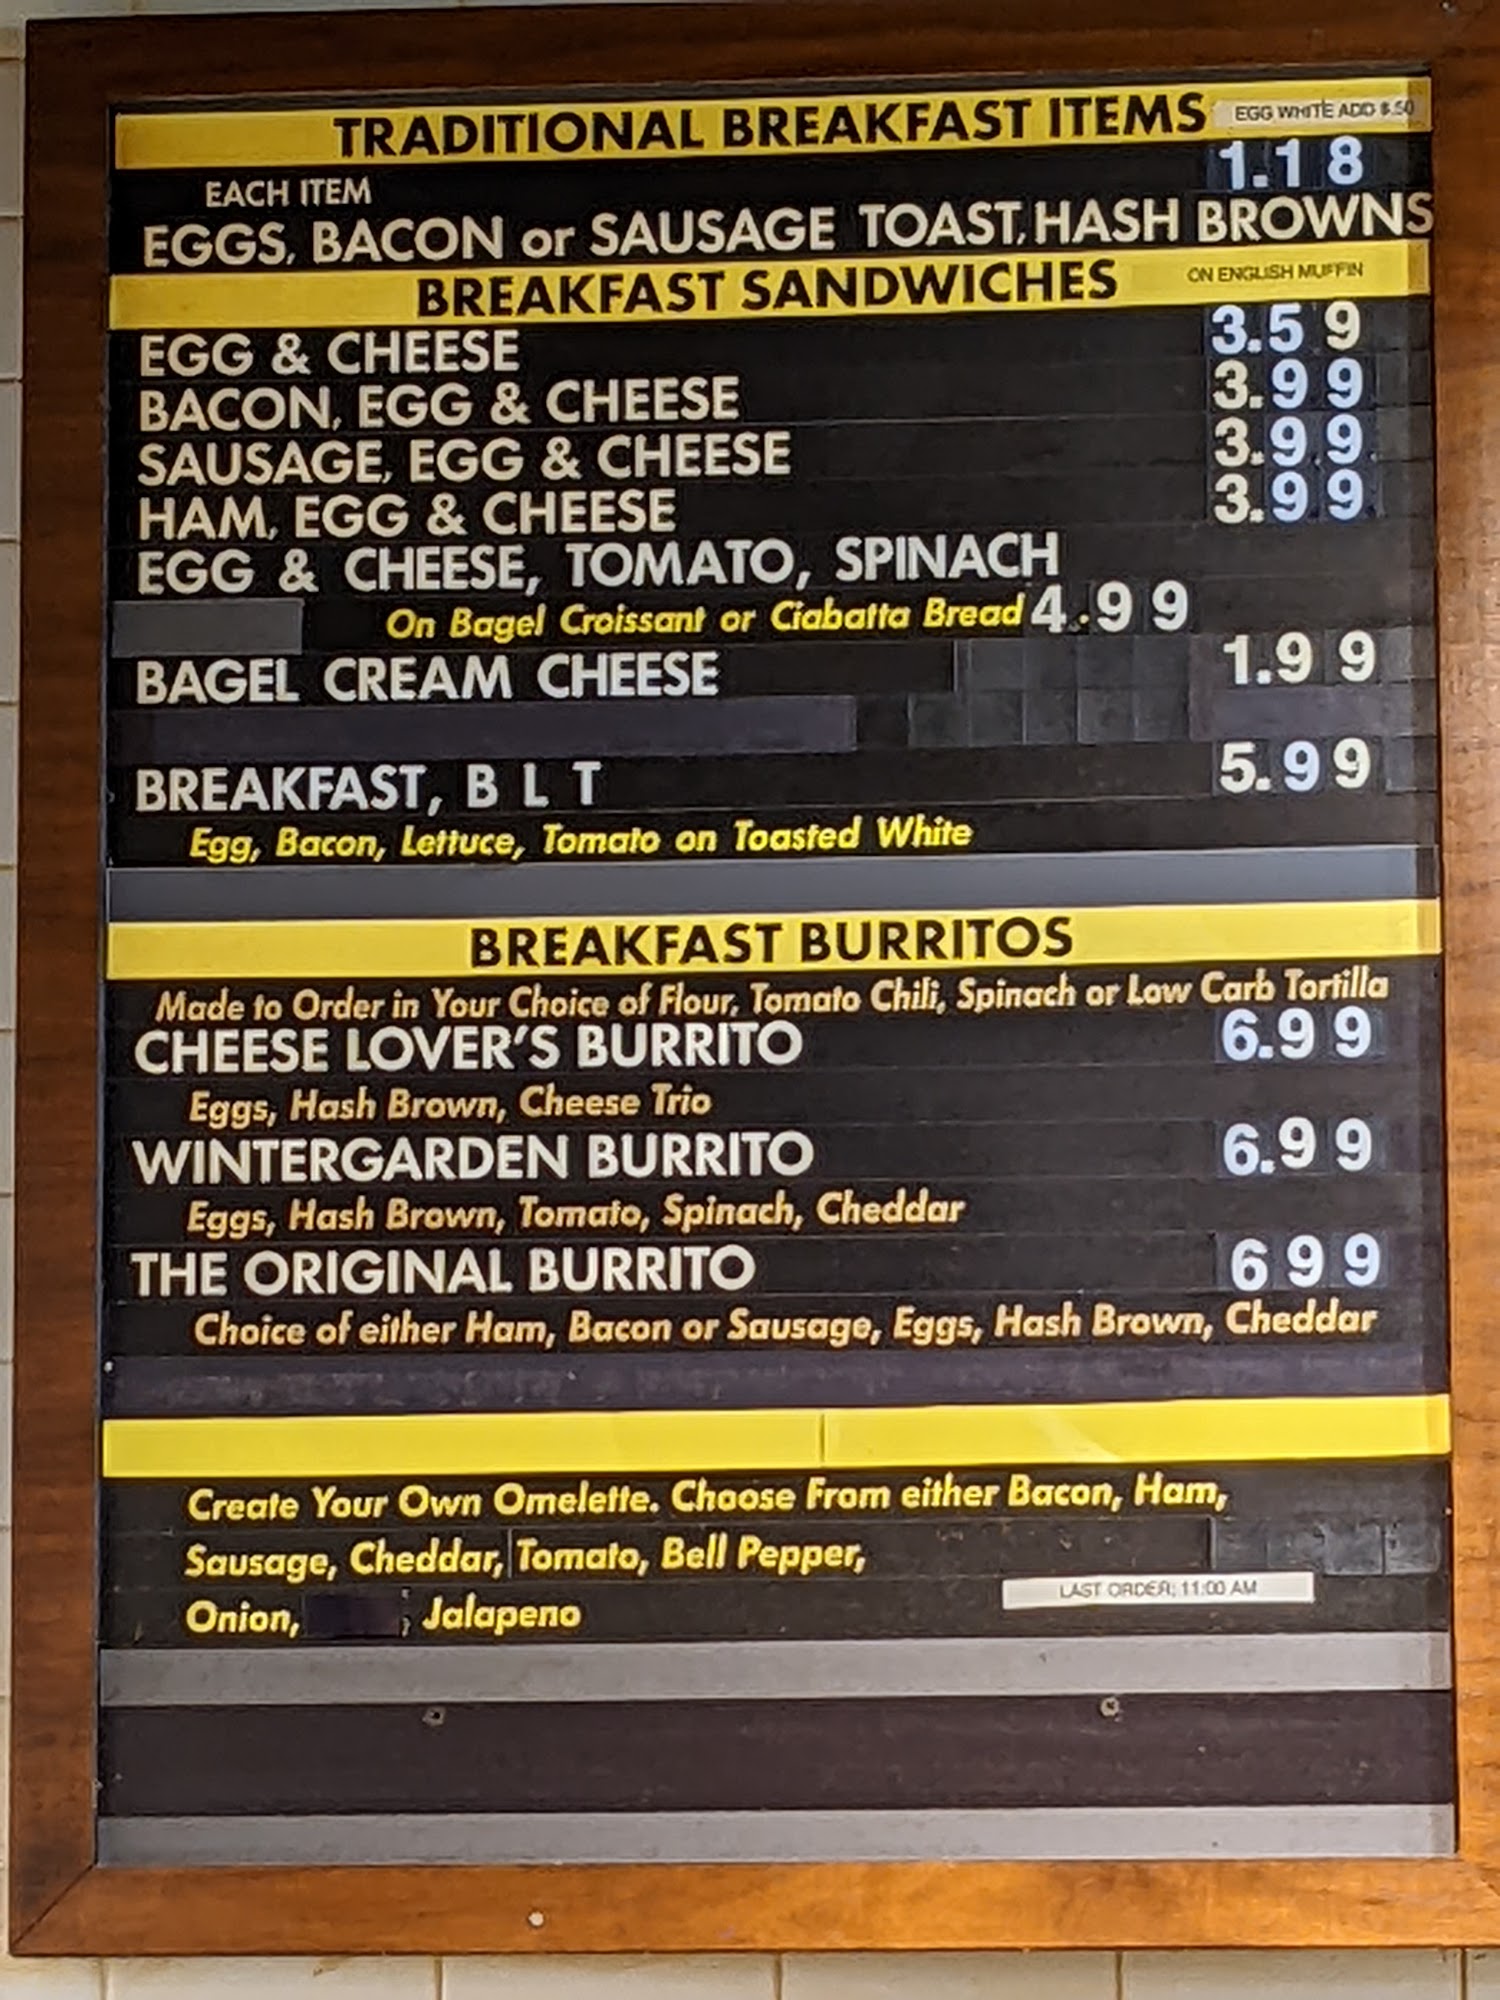 TRADITIONAL BREAKFAST ITEMS EGG WHITE ADD $.50
EACH ITEM 1.18
EGGS, BACON or SAUSAGE TOAST, HASH BROWNS
BREAKFAST SANDWICHES ON ENGLISH MUFFIN
EGG & CHEESE 3.59
BACON, EGG & CHEESE 3.99
SAUSAGE, EGG & CHEESE 3.99
HAM, EGG & CHEESE 3.99
EGG & CHEESE, TOMATO, SPINACH
On Bagel Croissant or Ciabatta Bread 4.99
BAGEL CREAM CHEESE 1.99
BREAKFAST, B L T 5.99
Egg, Bacon, Lettuce, Tomato on Toasted White
BREAKFAST BURRITOS
Made to Order in Your Choice of Flour, Tomato Chili, Spinach or Low Carb Tortilla
CHEESE LOVER'S BURRITO 6.99
Eggs, Hash Brown, Cheese Trio
WINTERGARDEN BURRITO 6.99
Eggs, Hash Brown, Tomato, Spinach, Cheddar
THE ORIGINAL BURRITO 6 99
Choice of either Ham, Bacon or Sausage, Eggs, Hash Brown, Cheddar
Create Your Own Omelette. Choose From either Bacon, Ham,
Sausage, Cheddar, Tomato, Bell Pepper,
LAST ORDER; 11:00 AM
Onion, , Jalapeno